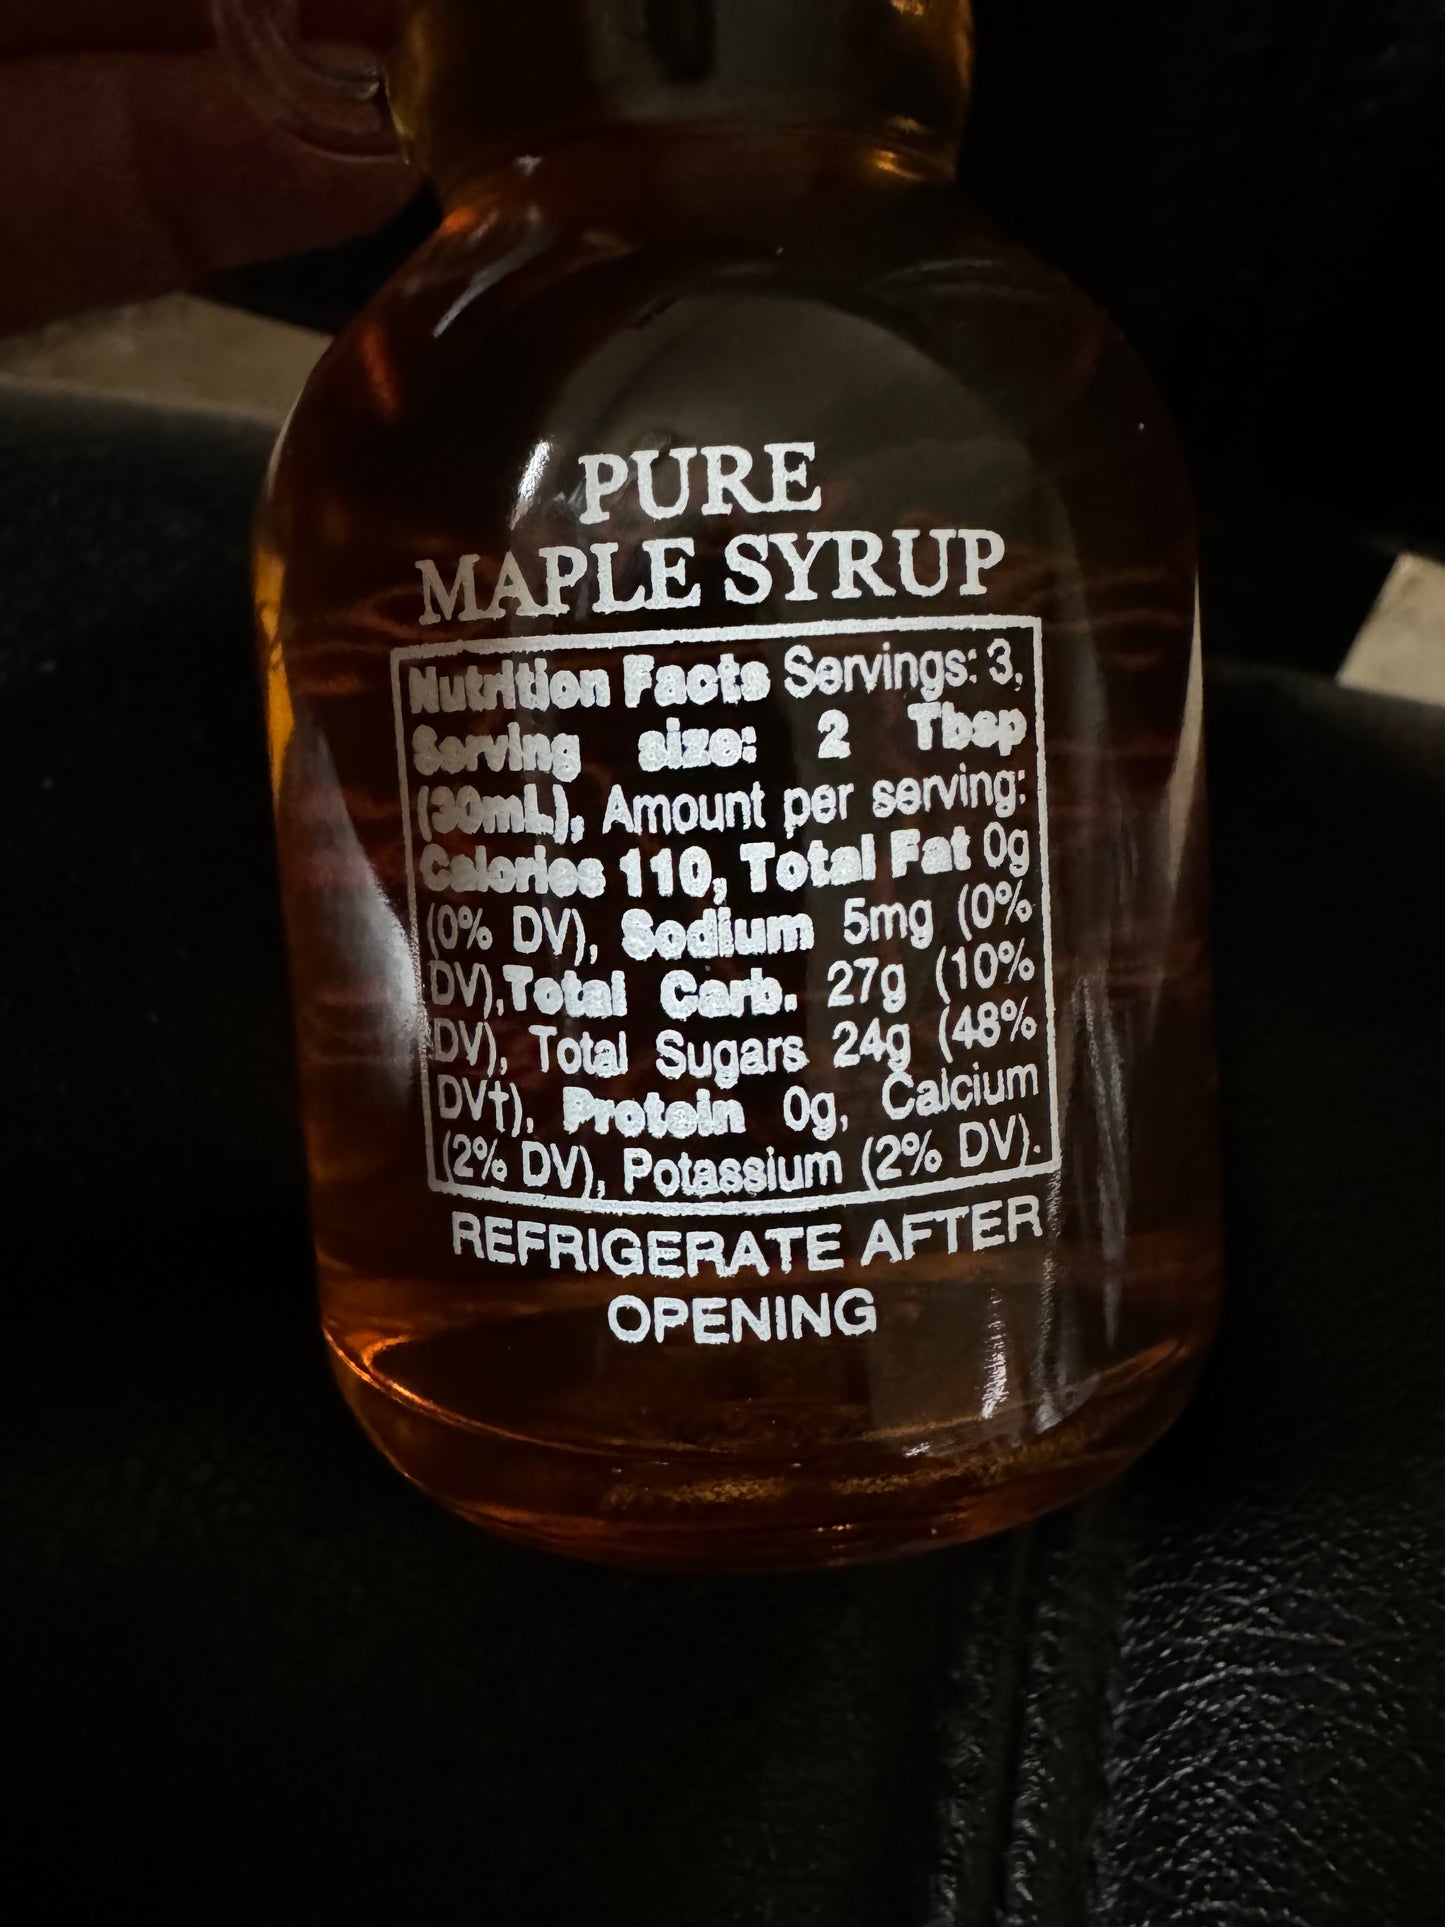 PURE
MAPLE SYRUP
Nutrition Facts Servings: 3,
Serving size: 2 Tbsp
(30mL), Amount per serving:
Calories 110, Total Fat 0g
(0% DV), Sodium 5mg (0%
DV),Total Carb. 27g (10%
DV), Total Sugars 24g (48%
DV†), Protein 0g, Calcium
(2% DV), Potassium (2% DV).
REFRIGERATE AFTER
OPENING